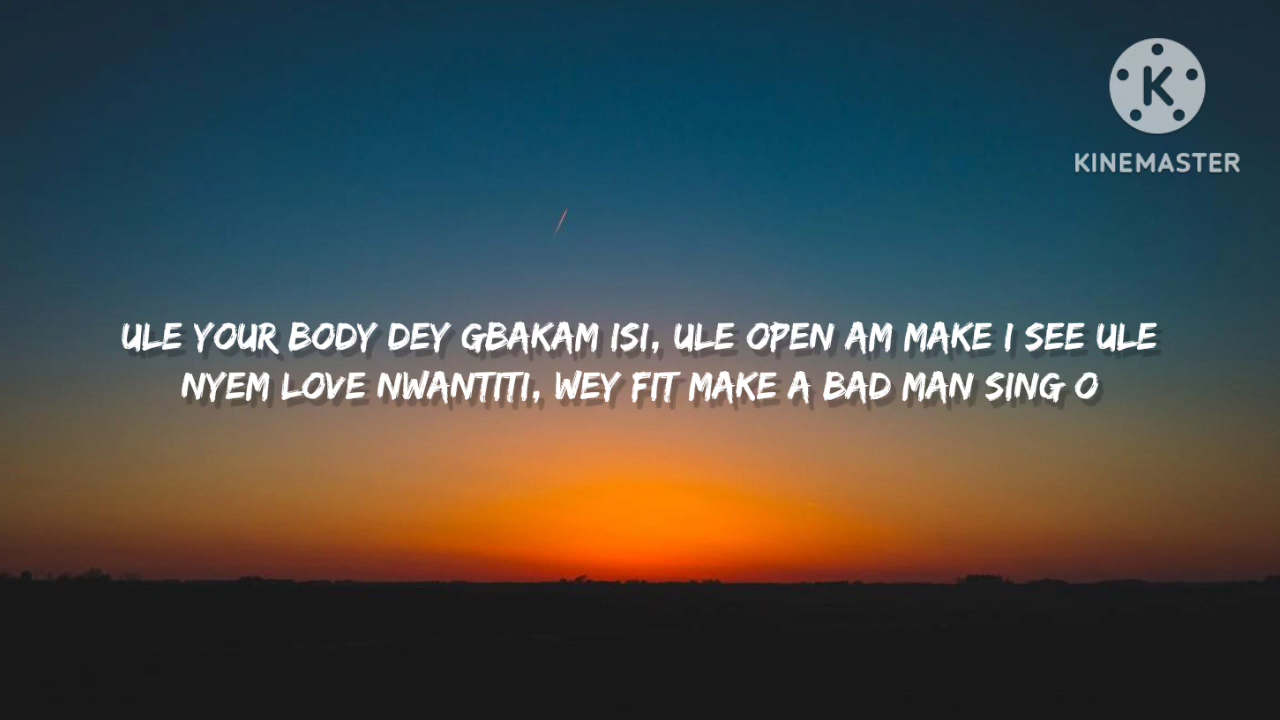 KINEMASTER
ULE YOUR BODY DEY GBAKAM ISI, ULE OPEN AM MAKE I SEE ULE
NYEM LOVE NWANTITI, WEY FIT MAKE A BAD MAN SING O